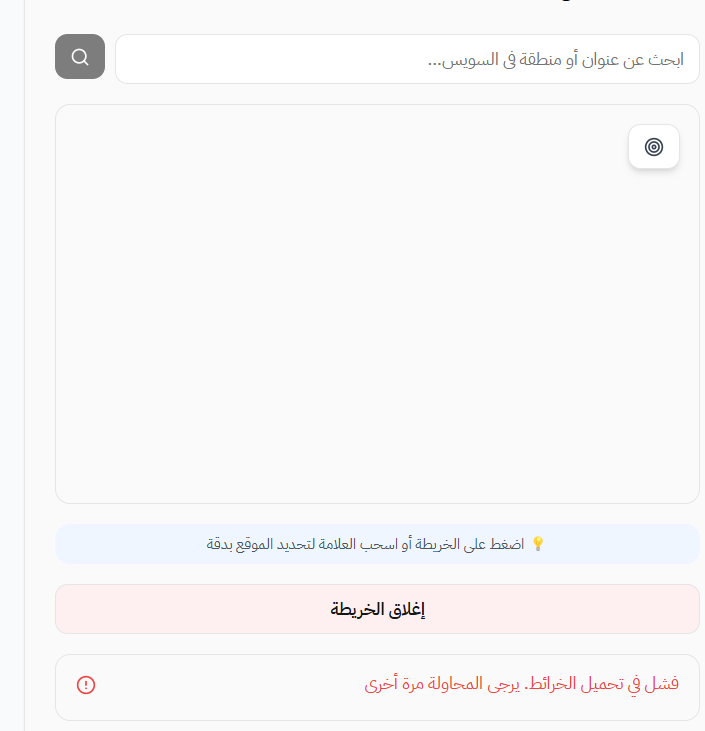 ابحث عن عنوان أو منطقة في السويس...
💡 اضغط على الخريطة أو اسحب العلامة لتحديد الموقع بدقة
إغلاق الخريطة
فشل في تحميل الخرائط. يرجى المحاولة مرة أخرى